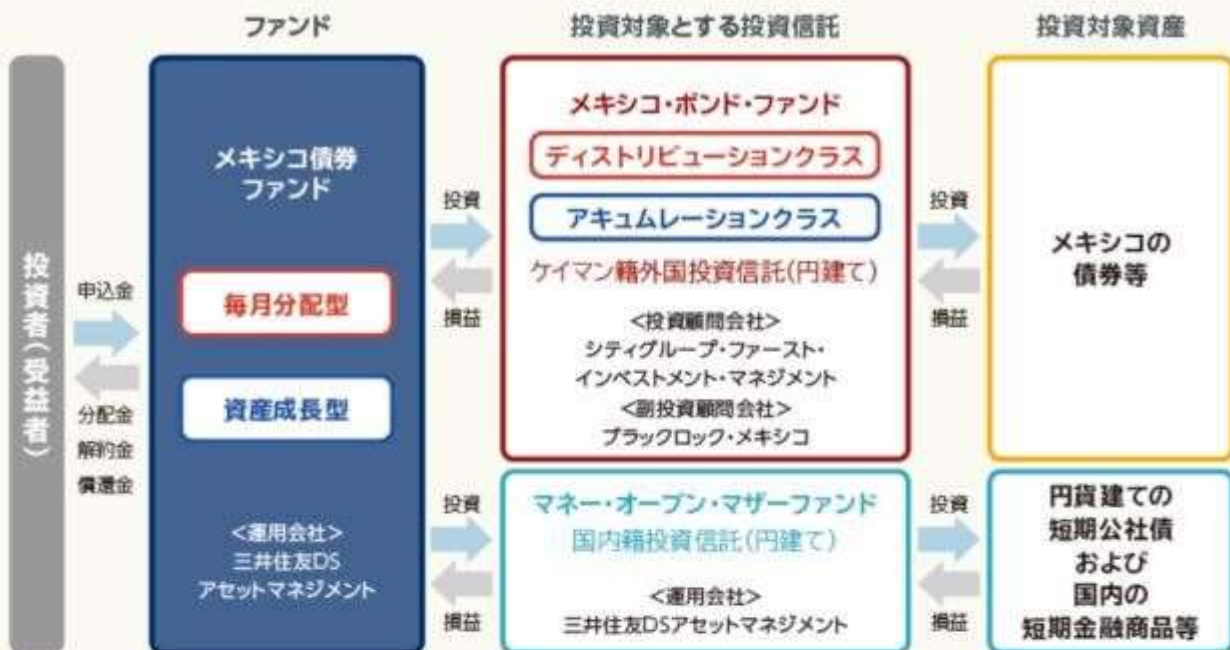 ファンド
投資対象とする投資信託
投資対象資産
投資者(受益者)
申込金
分配金
解約金
償還金
メキシコ債券
ファンド
毎月分配型
資産成長型
<運用会社>
三井住友DS
アセットマネジメント
投資
損益
メキシコ・ボンド・ファンド
ディストリビューションクラス
アキュムレーションクラス
ケイマン籍外国投資信託(円建て)
<投資顧問会社>
シティグループ・ファースト・
インベストメント・マネジメント
<副投資顧問会社>
ブラックロック・メキシコ
投資
損益
メキシコの
債券等
投資
損益
マネー・オープン・マザーファンド
国内籍投資信託(円建て)
<運用会社>
三井住友DSアセットマネジメント
投資
損益
円貨建ての
短期公社債
および
国内の
短期金融商品等